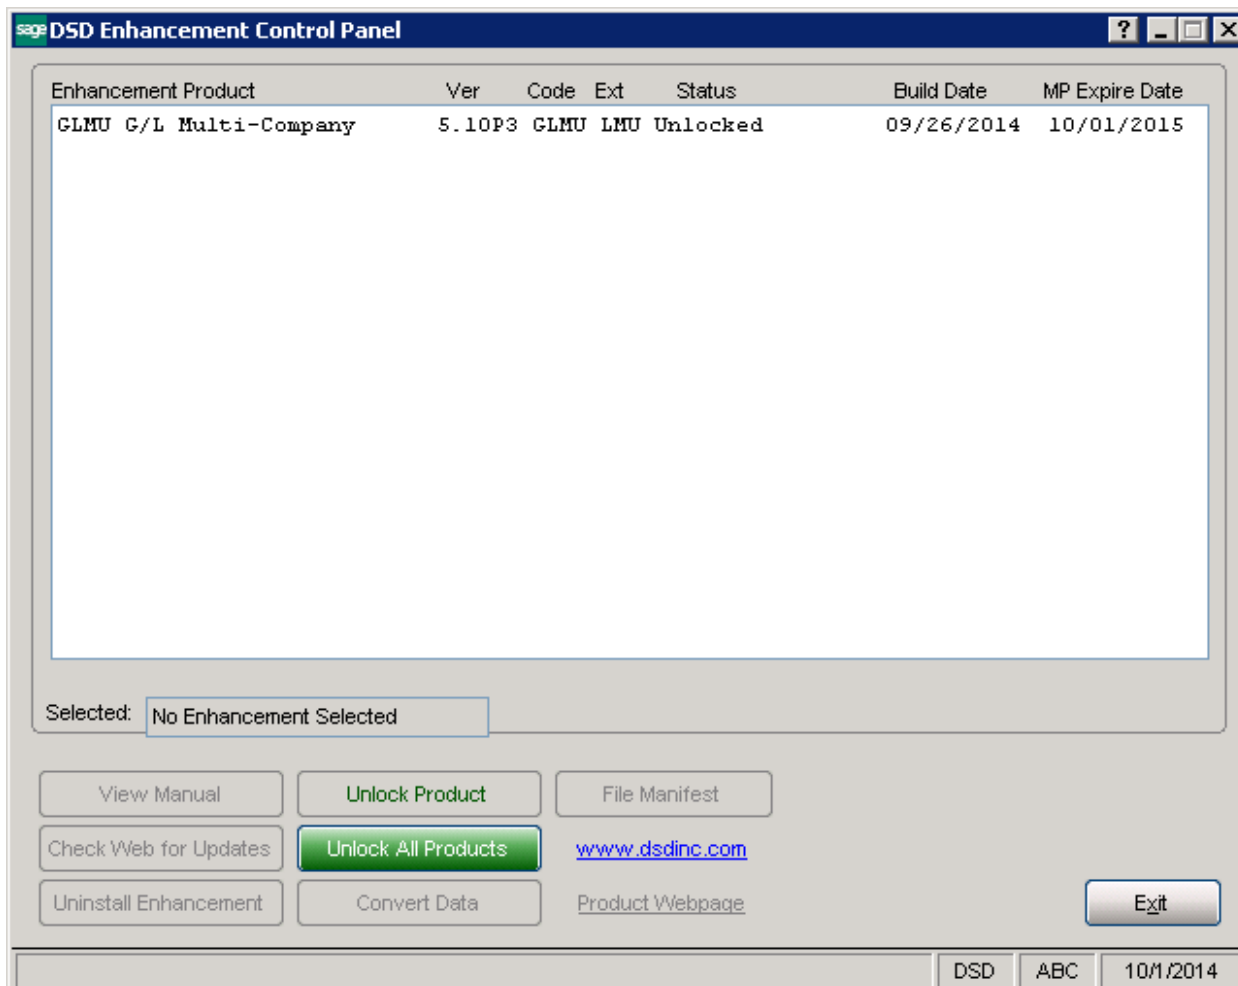 sage DSD Enhancement Control Panel ?
Enhancement Product Ver Code Ext Status Build Date MP Expire Date
GLMU G/L Multi-Company 5.10P3 GLMU LMU Unlocked 09/26/2014 10/01/2015
Selected: No Enhancement Selected
View Manual Unlock Product File Manifest
Check Web for Updates Unlock All Products www.dsdinc.com
Uninstall Enhancement Convert Data Product Webpage Exit
DSD ABC 10/1/2014